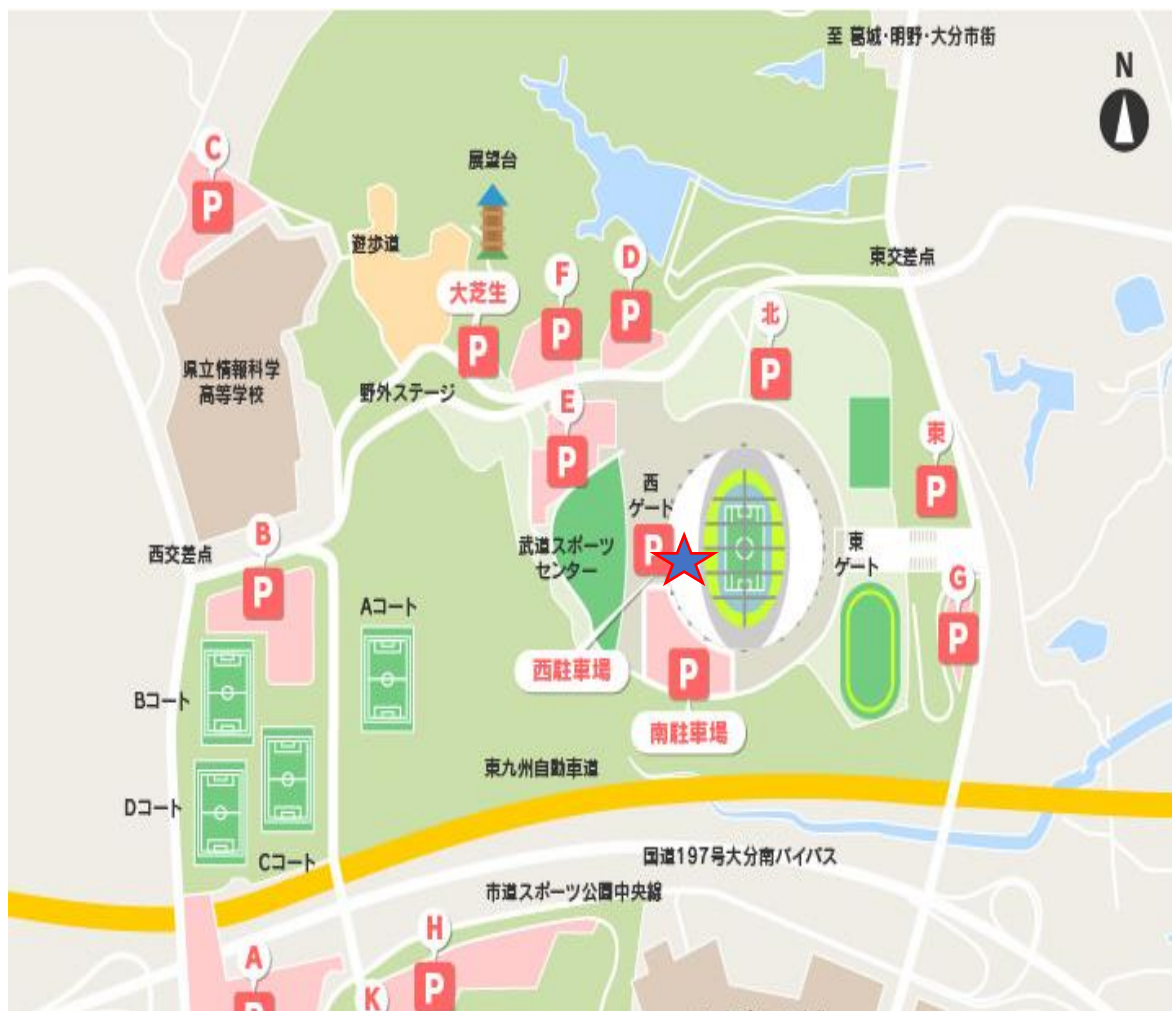 至 葛城・明野・大分市街
N
C
P
展望台
遊歩道
東交差点
D
F
大芝生
P
P
P
北
P
県立情報科学
高等学校
野外ステージ
E
P
東
P
西
ゲート
P
B
西交差点
P
武道スポーツ
センター
東
ゲート
G
P
Aコート
西駐車場
P
Bコート
南駐車場
東九州自動車道
Dコート
Cコート
国道197号大分南バイパス
市道スポーツ公園中央線
H
P
A
P
K